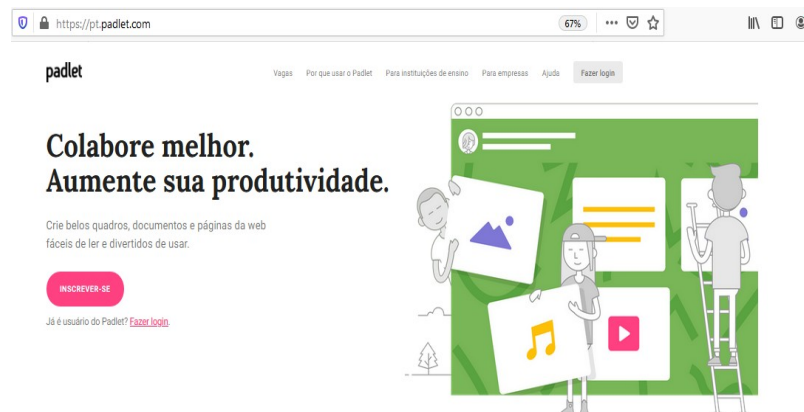 https://pt.padlet.com
67%
padlet
Vagas Por que usar o Padlet Para instituições de ensino Para empresas Ajuda Fazer login
Colabore melhor.
Aumente sua produtividade.
Crie belos quadros, documentos e páginas da web
fáceis de ler e divertidos de usar.
INSCREVER-SE
Já é usuário do Padlet? Fazer login.